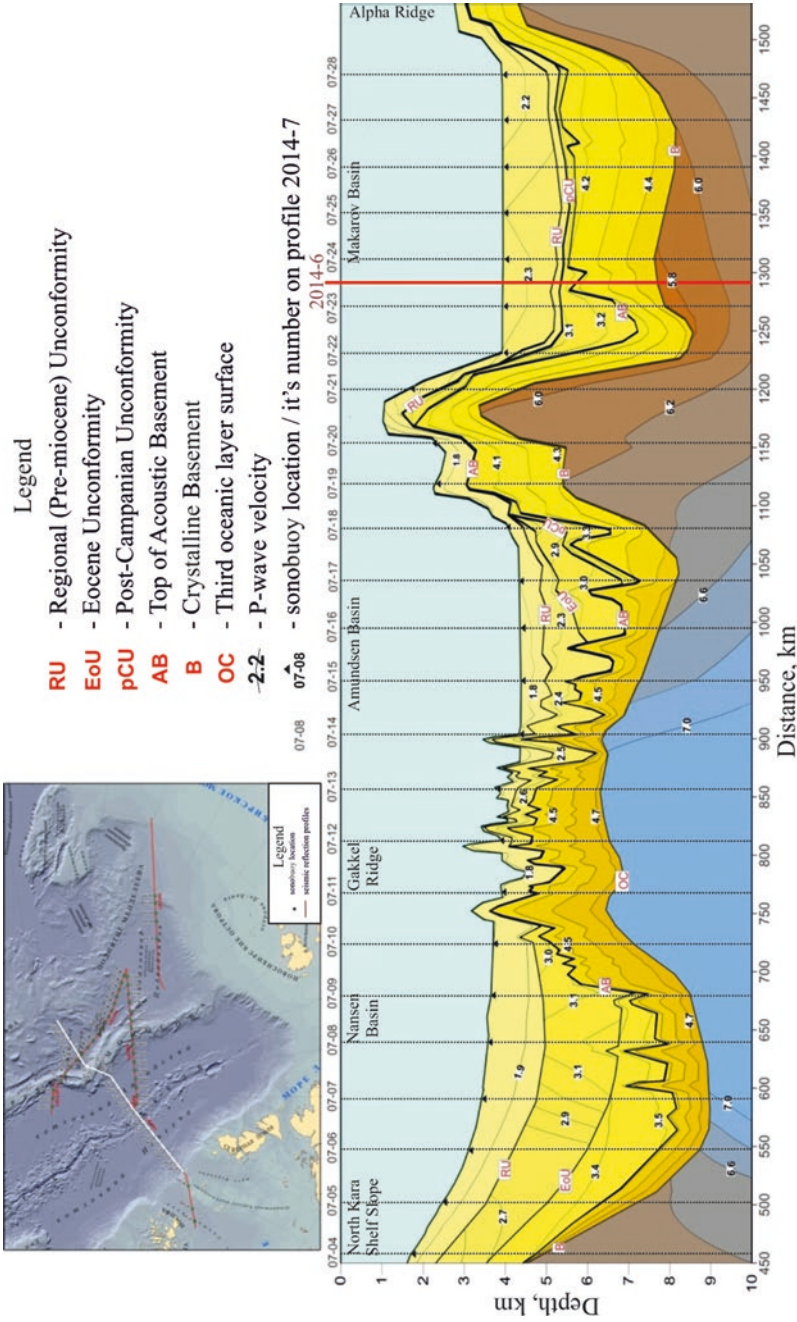 Legend
RU - Regional (Pre-miocene) Unconformity
EoU - Eocene Unconformity
pCU - Post-Campanian Unconformity
AB - Top of Acoustic Basement
B - Crystalline Basement
OC - Third oceanic layer surface
2.2 - P-wave velocity
07-08 07-08 - sonobuoy location / it's number on profile 2014-7
Legend
sonobuoy location
seismic reflection profiles
2014-6
07-04 07-05 07-06 07-07 07-08 07-09 07-10 07-11 07-12 07-13 07-14 07-15 07-16 07-17 07-18 07-19 07-20 07-21 07-22 07-23 07-24 07-25 07-26 07-27 07-28
North Kara
Shelf Slope
Nansen
Basin
Gakkel
Ridge
Amundsen Basin
Makarov Basin
Alpha Ridge
Depth, km
0
1
2
3
4
5
6
7
8
9
10
2.7
RU
EoU
B
3.4
1.9
2.9
3.1
3.5
3.1
3.0
4.5
AB
4.7
7.0
6.6
1.8
OC
4.7
4.5
2.6
2.5
1.8
2.4
4.5
7.0
RU
EoU
2.3
3.0
2.9
pCU
3.3
AB
6.6
1.8
AB
4.1
4.3
B
RU
6.0
6.2
3.1
3.2
AB
2.3
5.8
RU
pCU
4.2
4.4
B
6.0
2.2
450 500 550 600 650 700 750 800 850 900 950 1000 1050 1100 1150 1200 1250 1300 1350 1400 1450 1500
Distance, km